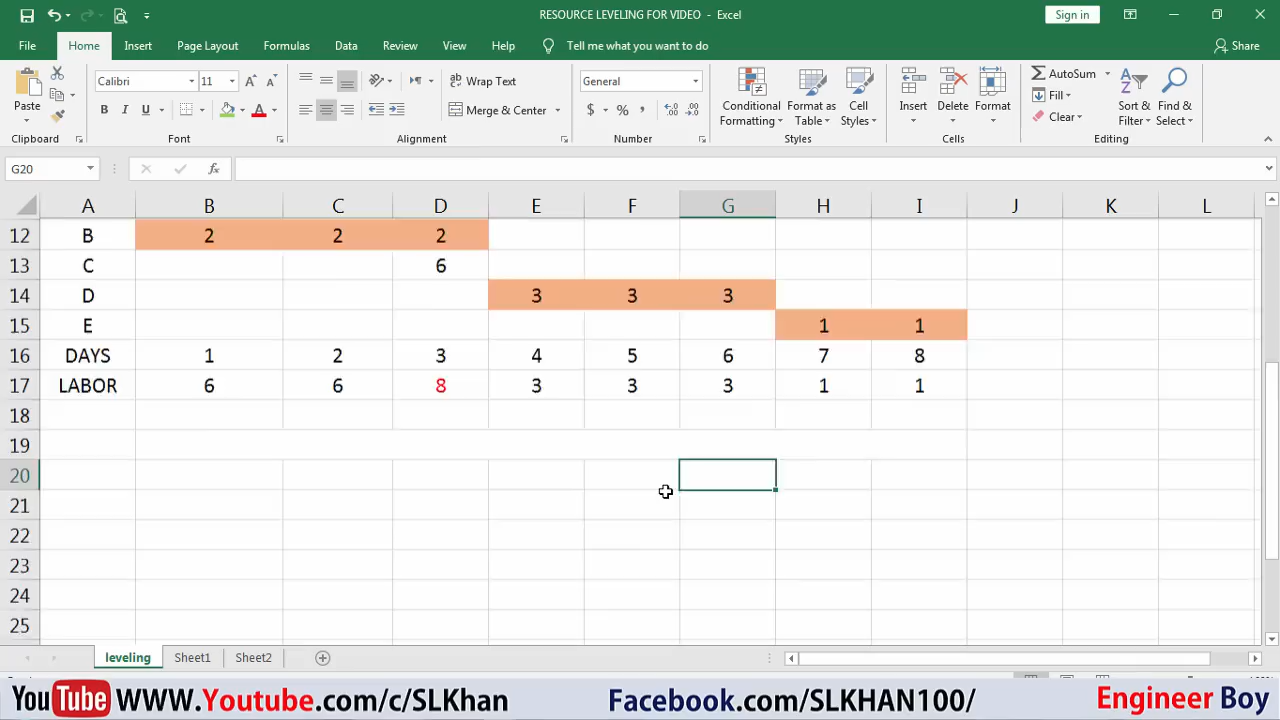 RESOURCE LEVELING FOR VIDEO - Excel
Sign in
File Home Insert Page Layout Formulas Data Review View Help Tell me what you want to do Share
Paste Calibri 11 Wrap Text General Conditional Formatting Format as Table Cell Styles Insert Delete Format AutoSum Sort & Filter Find & Select
B I U Merge & Center $ % Fill
Clear
Clipboard Font Alignment Number Styles Cells Editing
G20 fx
A B C D E F G H I J K L
12 B 2 2 2
13 C 6
14 D 3 3 3
15 E 1 1
16 DAYS 1 2 3 4 5 6 7 8
17 LABOR 6 6 8 3 3 3 1 1
18
19
20
21
22
23
24
25
leveling Sheet1 Sheet2
YouTube WWW.Youtube.com/c/SLKhan Facebook.com/SLKHAN100/ Engineer Boy